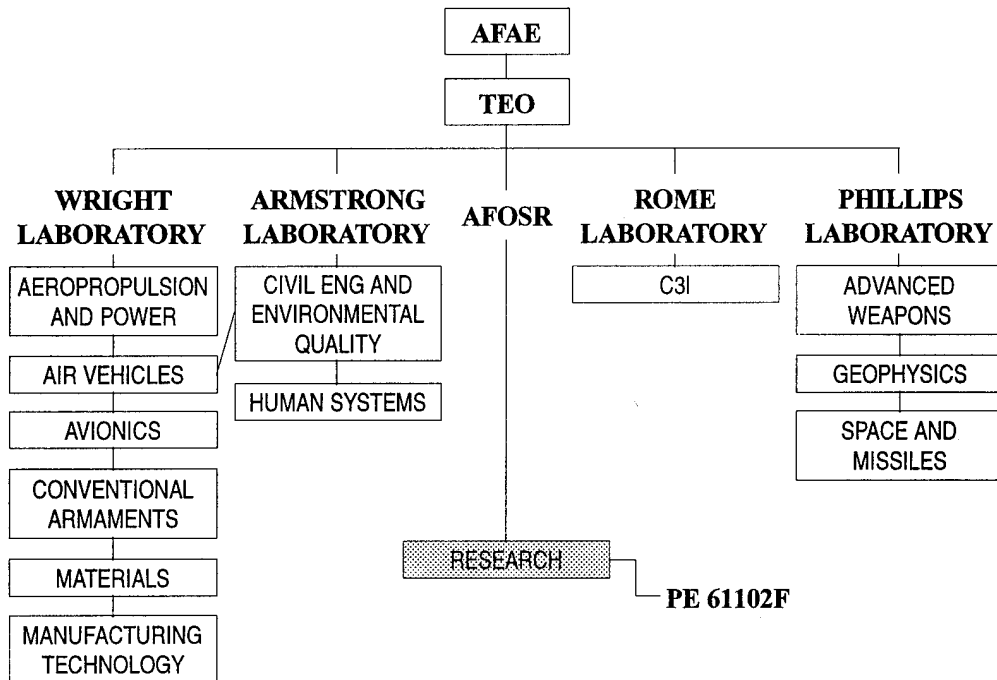 AFAE
TEO
WRIGHT
LABORATORY
AEROPROPULSION
AND POWER
AIR VEHICLES
AVIONICS
CONVENTIONAL
ARMAMENTS
MATERIALS
MANUFACTURING
TECHNOLOGY
ARMSTRONG
LABORATORY
CIVIL ENG AND
ENVIRONMENTAL
QUALITY
HUMAN SYSTEMS
AFOSR
RESEARCH
PE 61102F
ROME
LABORATORY
C3I
PHILLIPS
LABORATORY
ADVANCED
WEAPONS
GEOPHYSICS
SPACE AND
MISSILES